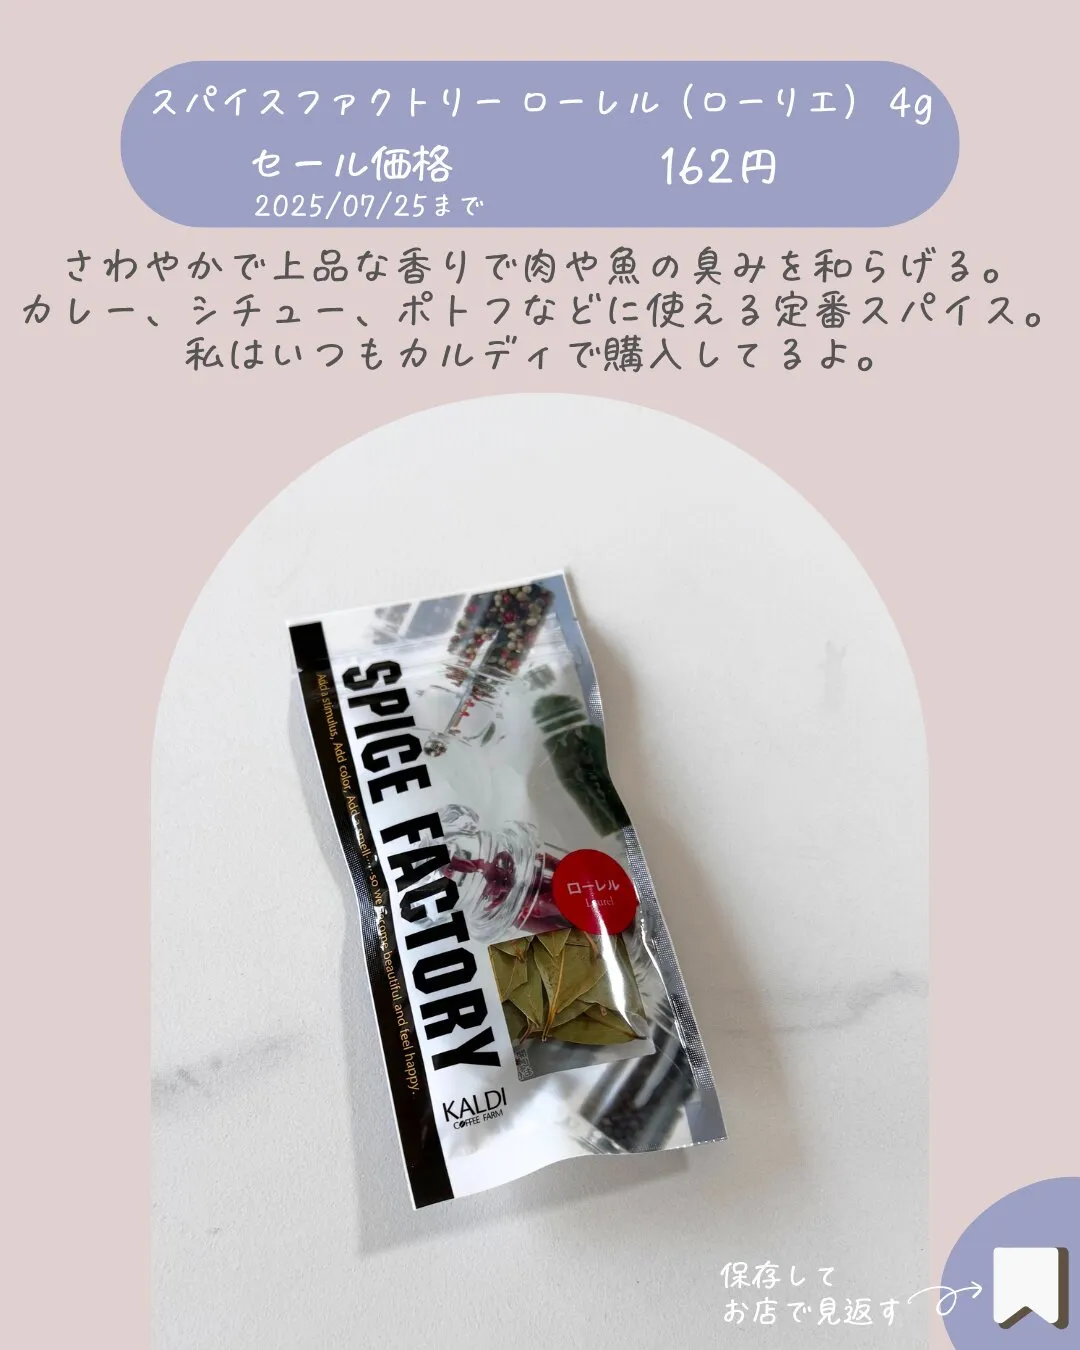 スパイスファクトリー ローレル（ローリエ） 4g
セール価格 162円
2025/07/25まで
さわやかで上品な香りで肉や魚の臭みを和らげる。
カレー、シチュー、ポトフなどに使える定番スパイス。
私はいつもカルディで購入してるよ。
SPICE FACTORY
Add a stimulus, Add color, Add a smell.... so we become beautiful and feel happy..
ローレル
Laurel
KALDI
COFFEE FARM
保存して
お店で見返す